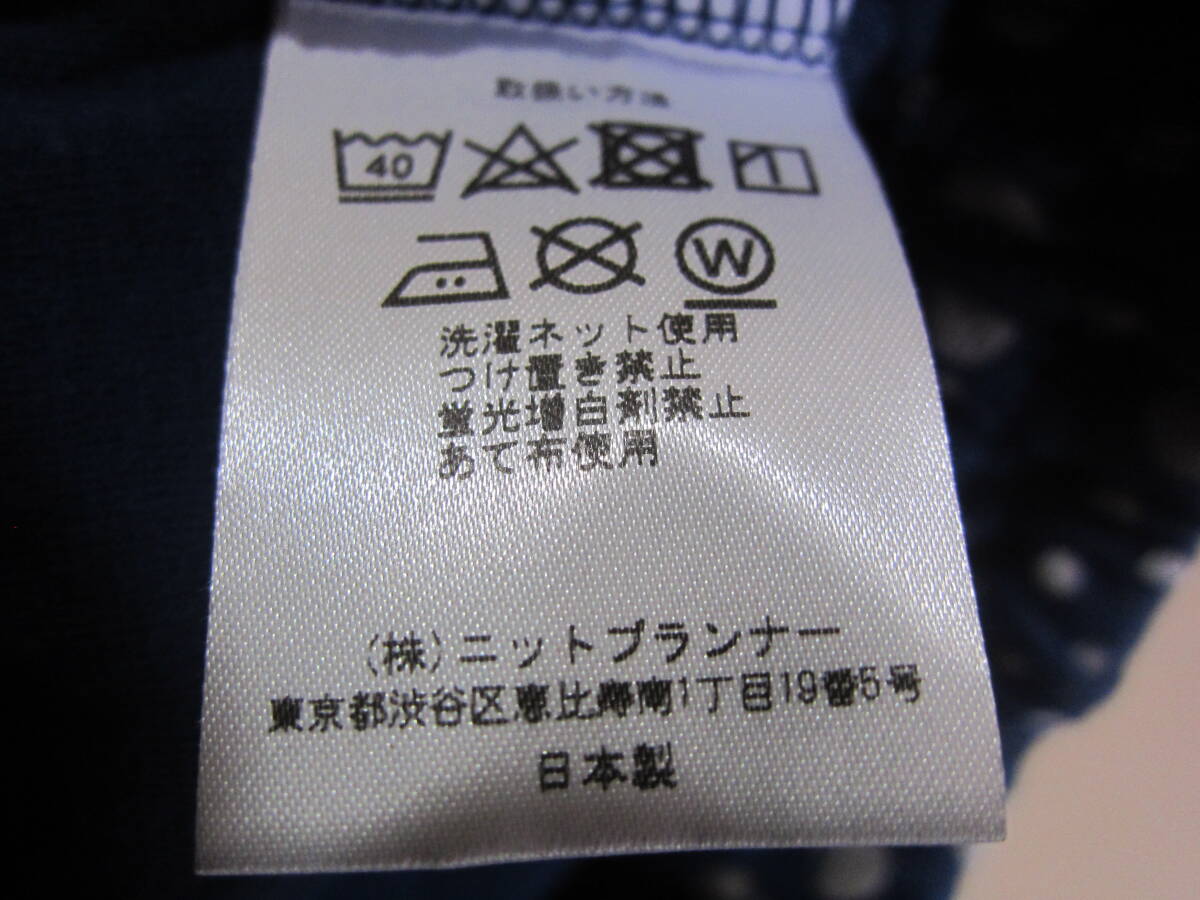 取扱い方法
40
W
洗濯ネット使用
つけ置き禁止
蛍光増白剤禁止
あて布使用
(株)ニットプランナー
東京都渋谷区恵比寿南1丁目19番5号
日本製